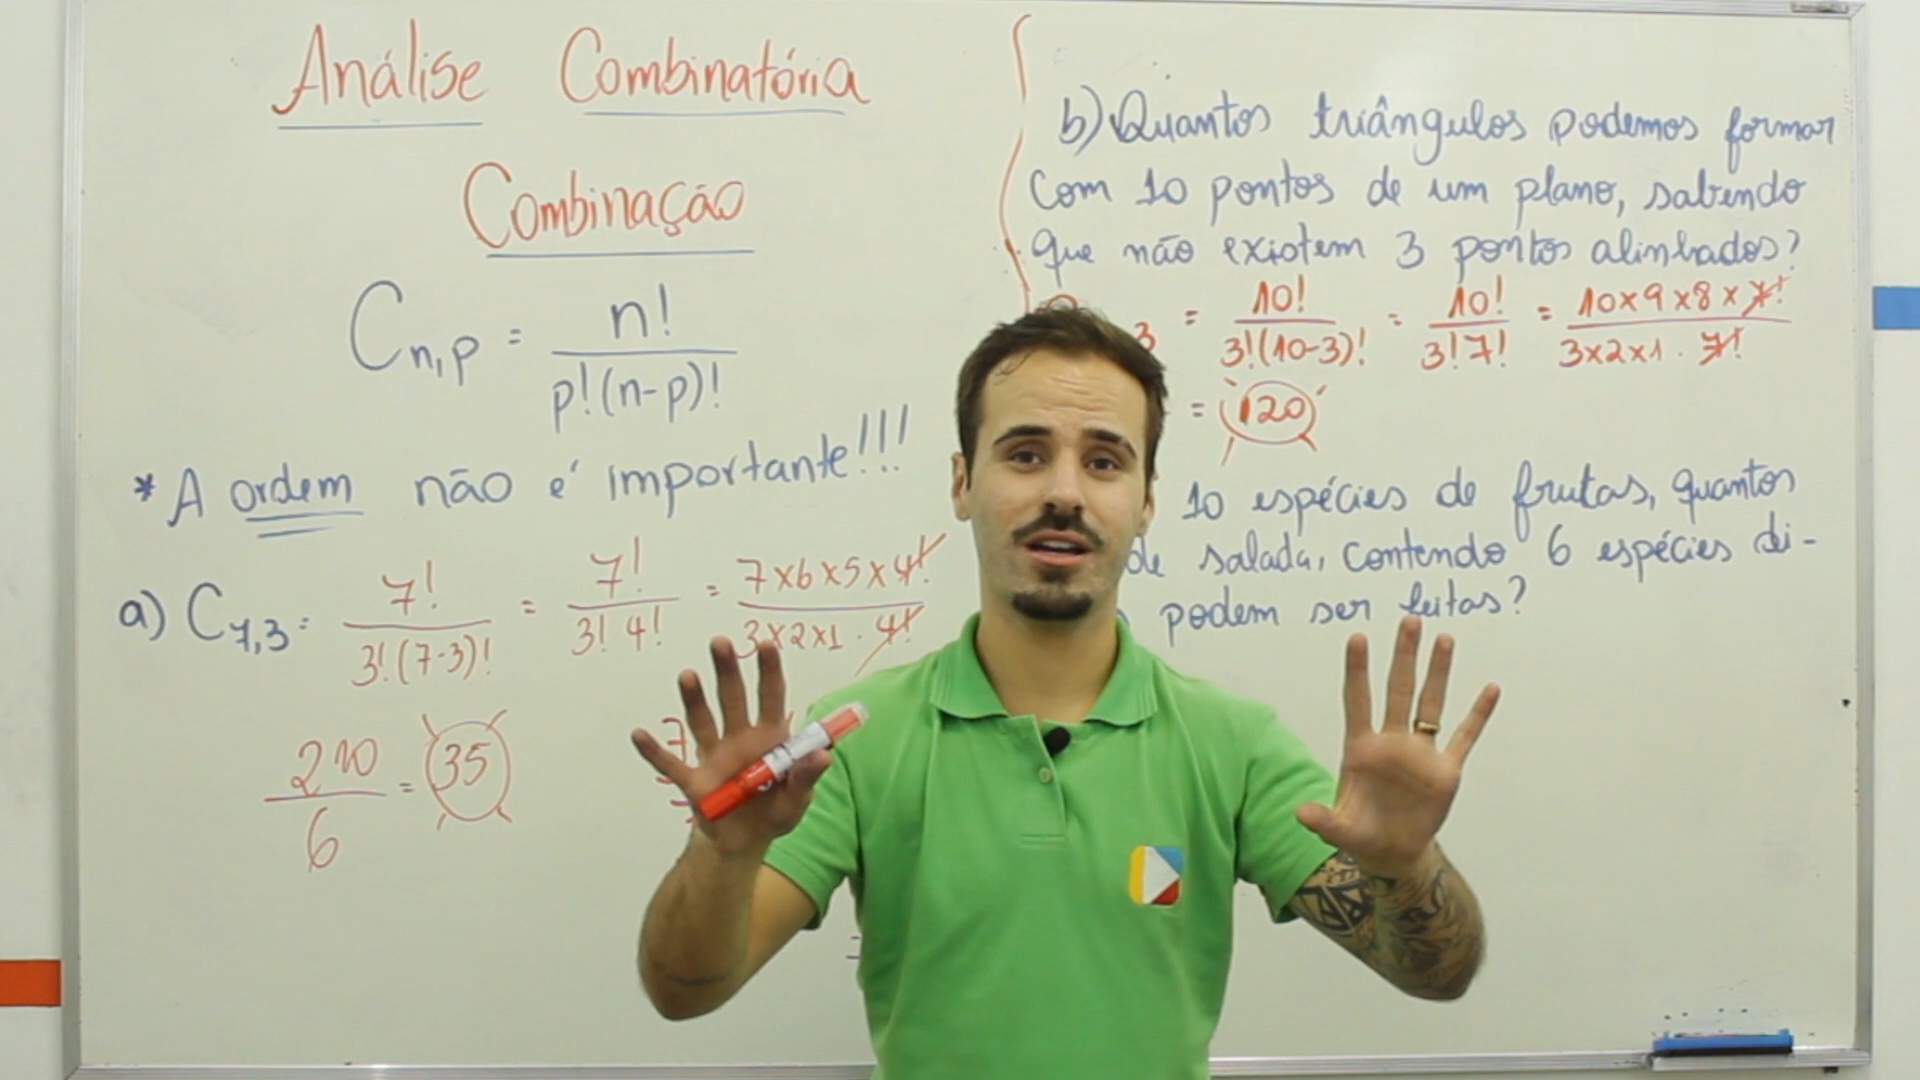 Análise Combinatória
Combinação
C n,p = n! / p!(n-p)!
* A ordem não é importante!!!
a) C 7,3 = 7! / 3!(7-3)! = 7! / 3! 4! = 7x6x5x4! / 3x2x1 . 4!
210 / 6 = 35
b) Quantos triângulos podemos formar
com 10 pontos de um plano, sabendo
que não existem 3 pontos alinhados?
3 = 10! / 3!(10-3)! = 10! / 3! 7! = 10x9x8x7! / 3x2x1 . 7!
= 120
10 espécies de frutas, quantos
de salada, contendo 6 espécies di-
podem ser feitas?